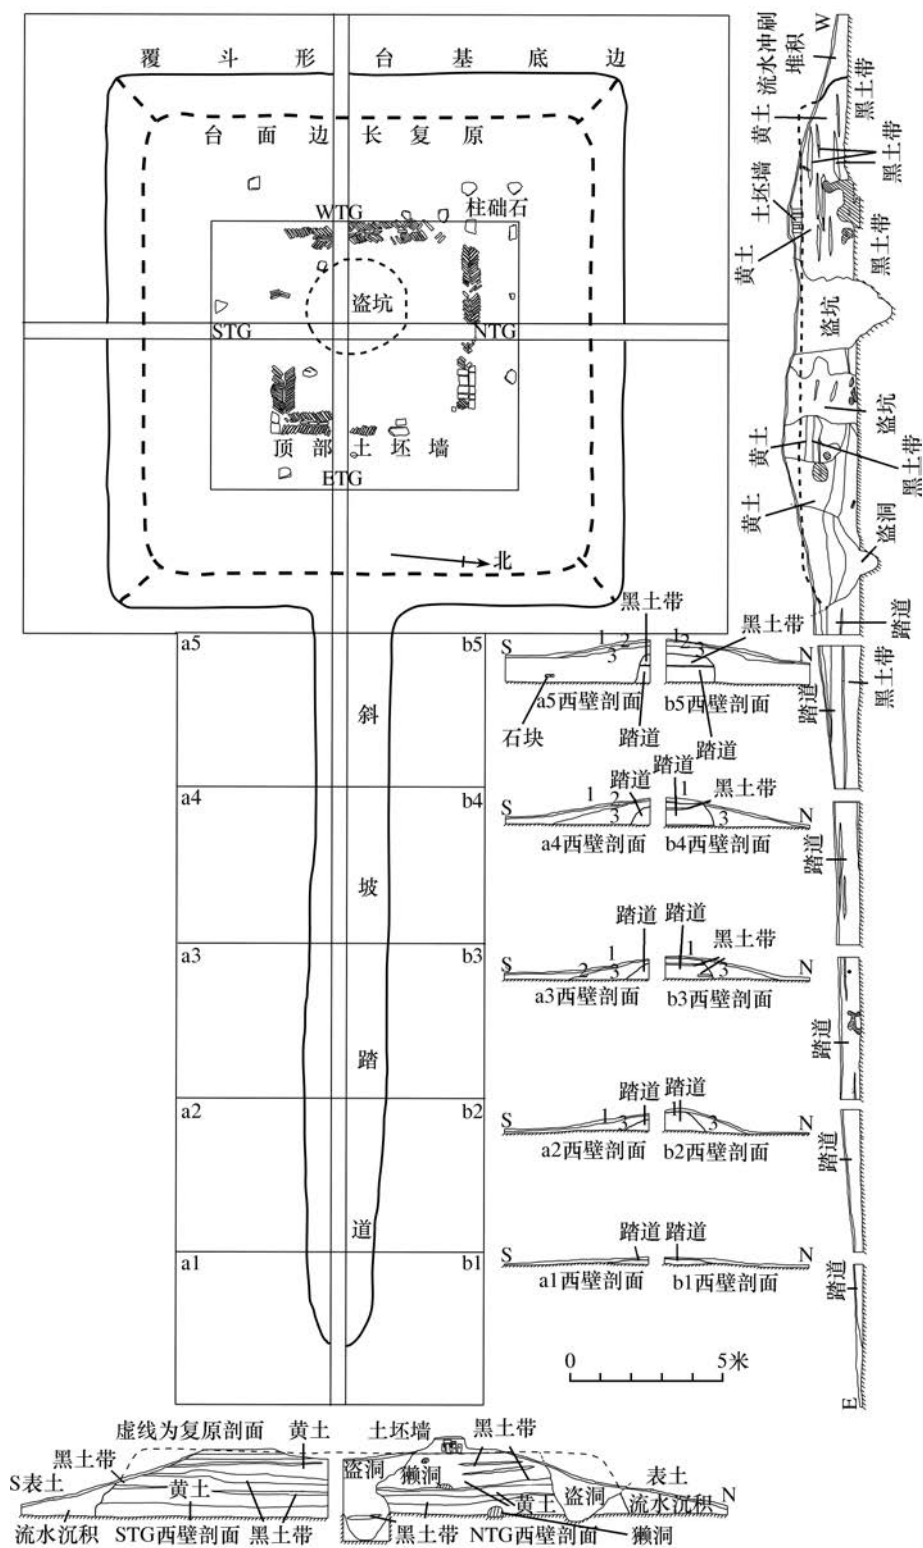 覆斗形台基底边
台面边长复原
WTG
柱础石
盗坑
STG
NTG
顶部土坯墙
ETG
北
a5
b5
a4
b4
a3
b3
a2
b2
a1
b1
斜坡踏道
W
流水冲刷堆积
黑土带
黄土
黑土带
土坯墙
黄土
黑土带
盗坑
盗坑
黄土
黑土带
黄土
盗洞
踏道
踏道
黑土带
踏道
踏道
踏道
踏道
E
S 1 2 3 黑土带 1 2 3 黑土带 N
a5西壁剖面 b5西壁剖面
石块 踏道 踏道
踏道 踏道 黑土带
S 1 2 3 1 3 N
a4西壁剖面 b4西壁剖面
踏道 踏道 黑土带
S 1 2 3 1 3 N
a3西壁剖面 b3西壁剖面
踏道 踏道
S 1 3 1 3 N
a2西壁剖面 b2西壁剖面
踏道 踏道
S N
a1西壁剖面 b1西壁剖面
0 5米
虚线为复原剖面 黄土 土坯墙 黑土带
黑土带 盗洞 獭洞
S表土 黄土 黄土 盗洞 表土 N
流水沉积
流水沉积 STG西壁剖面 黑土带 黑土带 NTG西壁剖面 獭洞